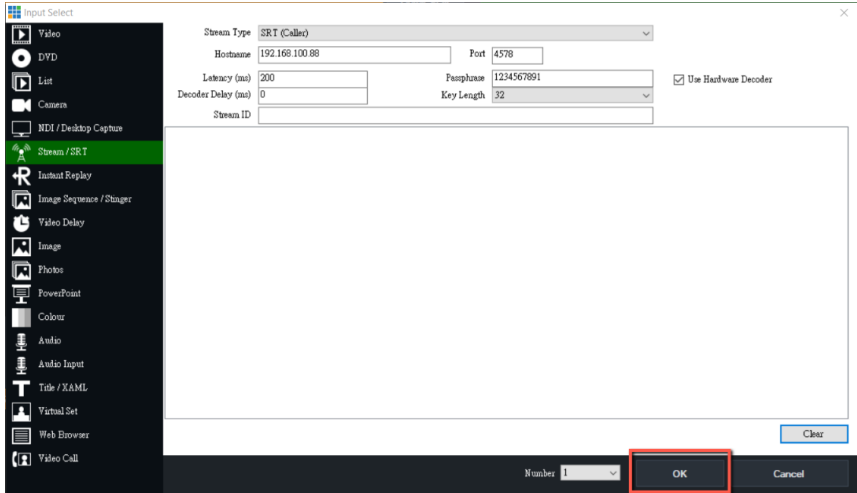 Input Select
Video
DVD
List
Camera
NDI / Desktop Capture
Stream / SRT
Instant Replay
Image Sequence / Stinger
Video Delay
Image
Photos
PowerPoint
Colour
Audio
Audio Input
Title / XAML
Virtual Set
Web Browser
Video Call
Stream Type SRT (Caller)
Hostname 192.168.100.88 Port 4578
Latency (ms) 200 Passphrase 1234567891 Use Hardware Decoder
Decoder Delay (ms) 0 Key Length 32
Stream ID
Clear
Number 1 OK Cancel